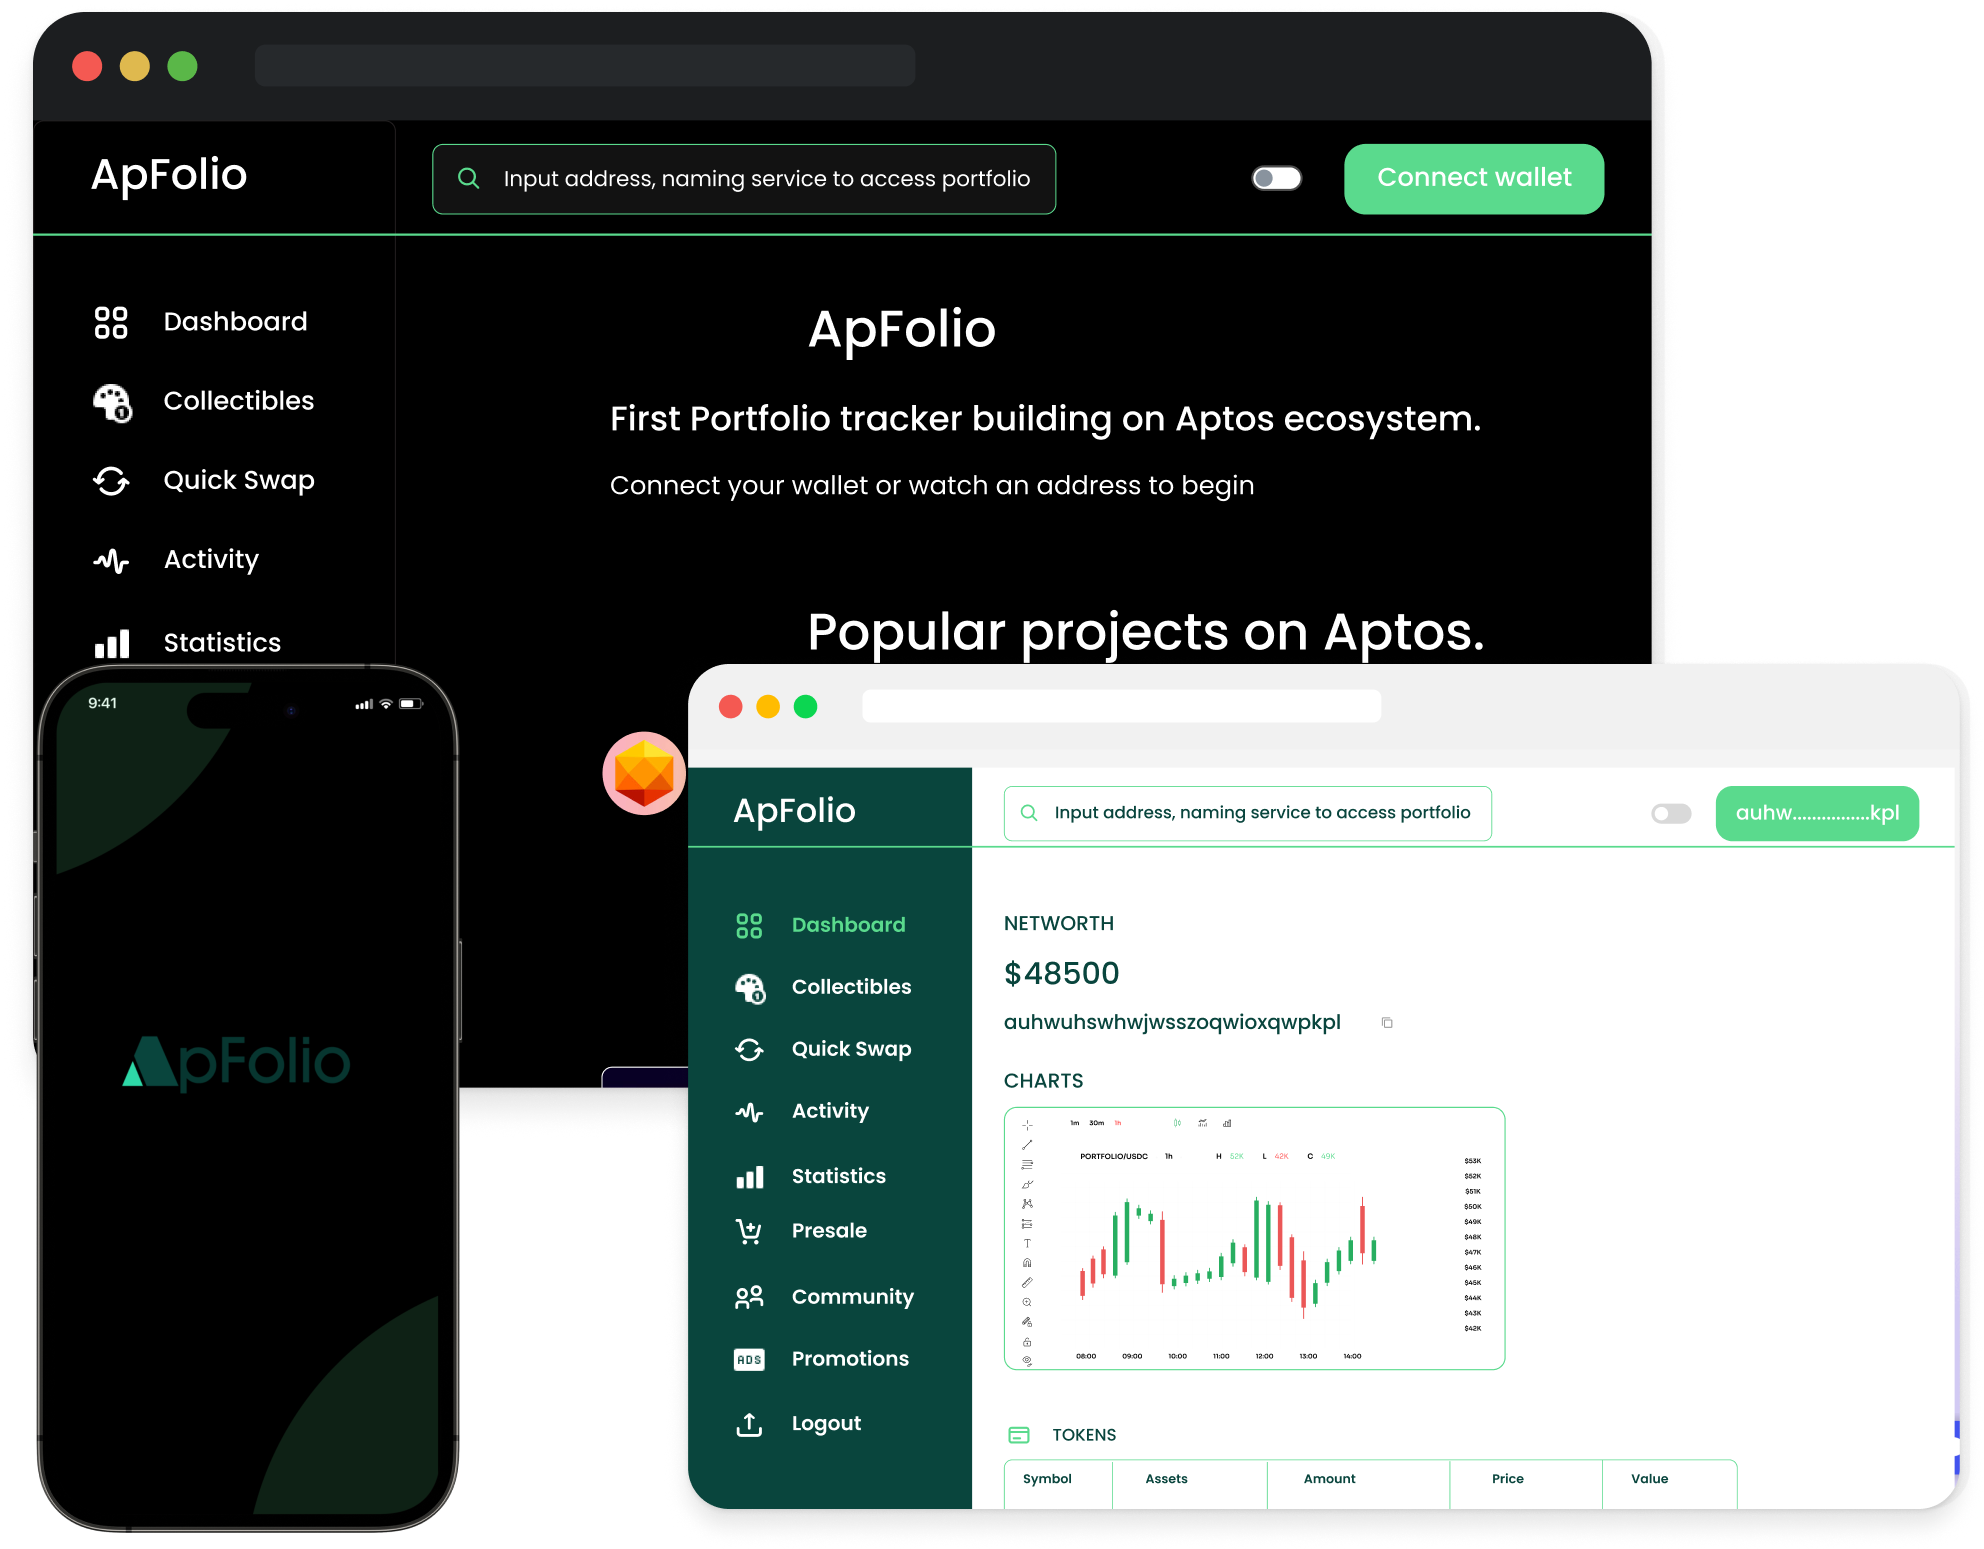 ApFolio
Input address, naming service to access portfolio
Connect wallet
Dashboard
Collectibles
Quick Swap
Activity
Statistics
ApFolio
First Portfolio tracker building on Aptos ecosystem.
Connect your wallet or watch an address to begin
Popular projects on Aptos.
9:41
ApFolio
ApFolio
Input address, naming service to access portfolio
auhw................kpl
Dashboard
Collectibles
Quick Swap
Activity
Statistics
Presale
Community
ADS
Promotions
Logout
NETWORTH
$48500
auhwuhswhwjwsszoqwioxqwpkpl
CHARTS
1m 30m 1h
PORTFOLIO/USDC 1h H 52K L 42K C 49K
$53K
$52K
$51K
$50K
$49K
$48K
$47K
$46K
$45K
$44K
$43K
$42K
08:00 09:00 10:00 11:00 12:00 13:00 14:00
TOKENS
Symbol Assets Amount Price Value